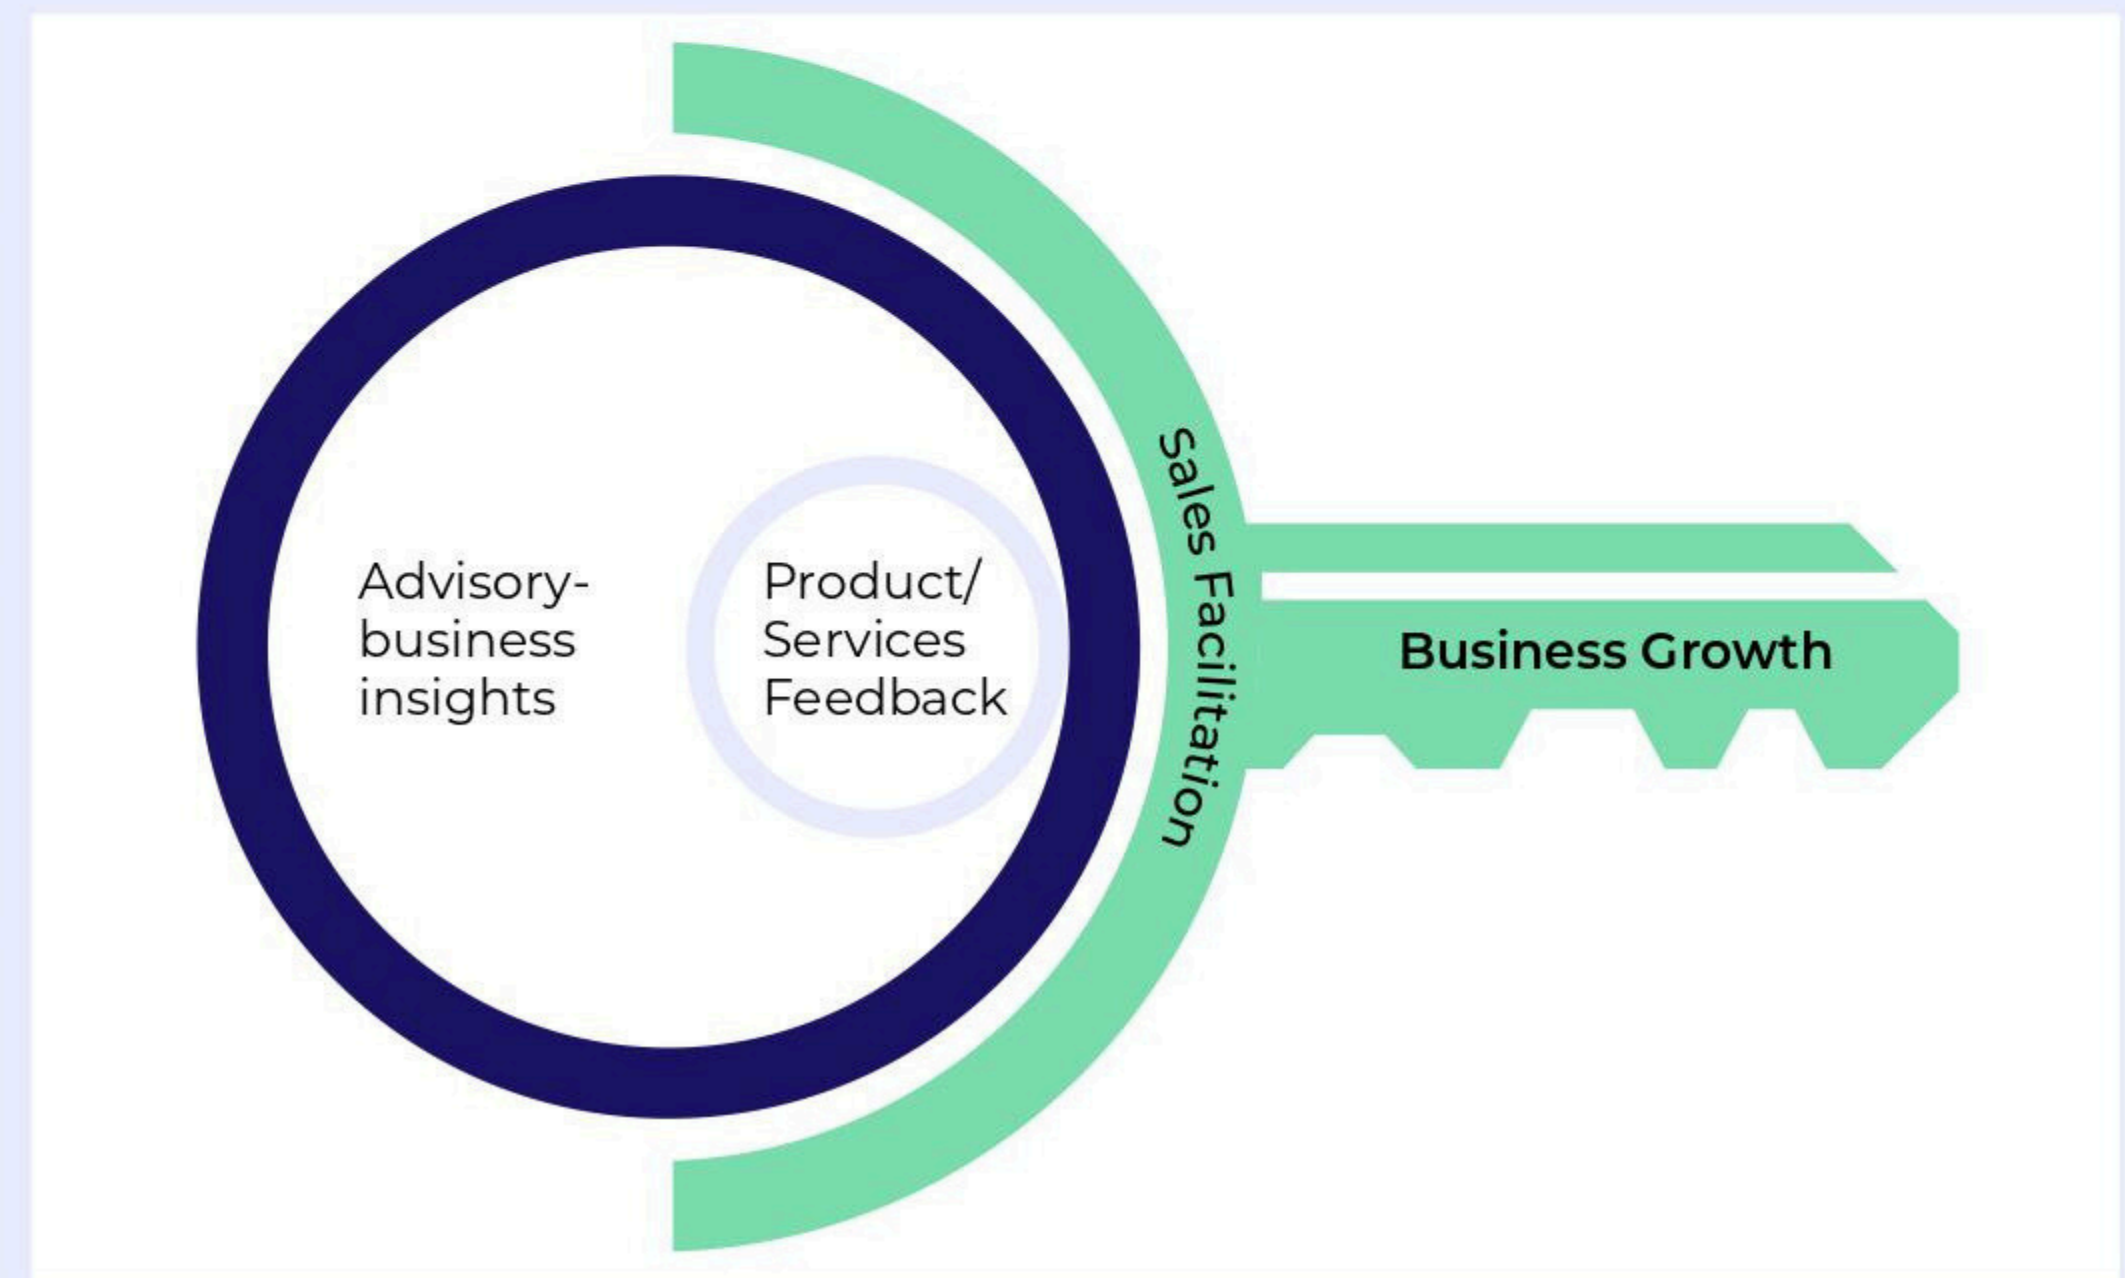 Advisory-
business
insights
Product/
Services
Feedback
Sales Facilitation
Business Growth